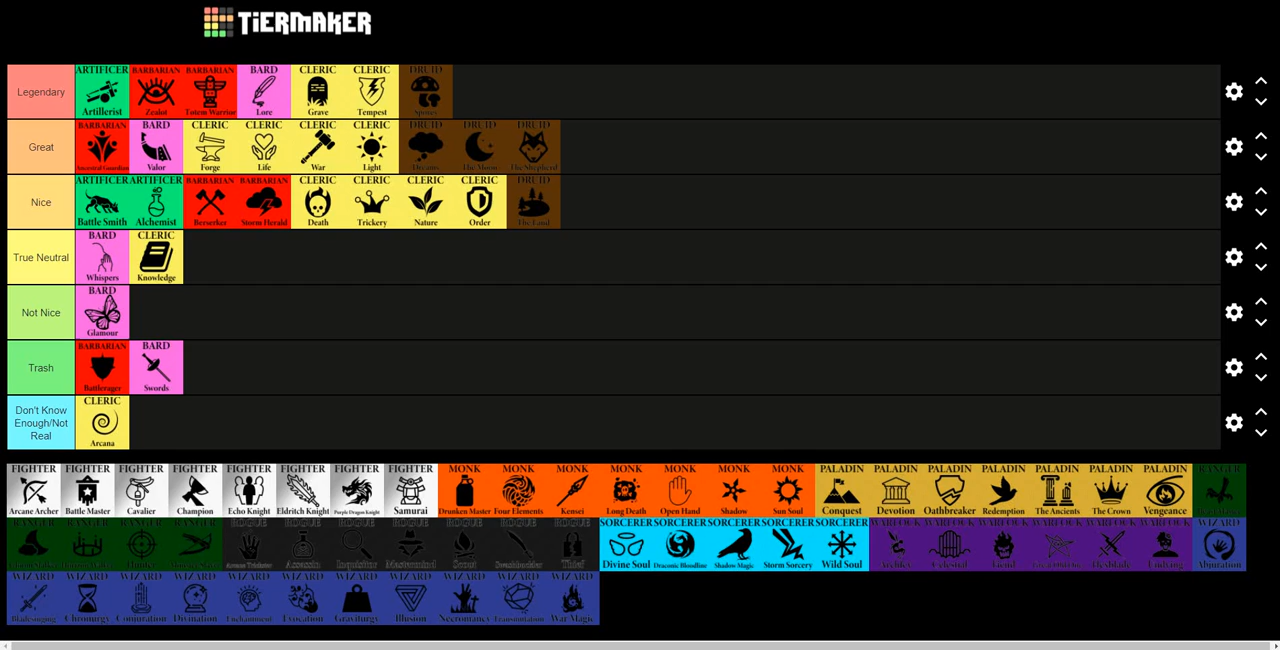 TiERMAKER
Legendary
ARTIFICER BARBARIAN BARBARIAN BARD CLERIC CLERIC DRUID
Artillerist Zealot Totem Warrior Lore Grave Tempest Spores
Great
BARBARIAN BARD CLERIC CLERIC CLERIC CLERIC DRUID DRUID DRUID
Ancestral Guardian Valor Forge Life War Light Dreams The Moon The Shepherd
Nice
ARTIFICER ARTIFICER BARBARIAN BARBARIAN CLERIC CLERIC CLERIC CLERIC DRUID
Battle Smith Alchemist Berserker Storm Herald Death Trickery Nature Order The Land
True Neutral
BARD CLERIC
Whispers Knowledge
Not Nice
BARD
Glamour
Trash
BARBARIAN BARD
Battlerager Swords
Don't Know
Enough/Not
Real
CLERIC
Arcana
FIGHTER FIGHTER FIGHTER FIGHTER FIGHTER FIGHTER FIGHTER FIGHTER MONK MONK MONK MONK MONK MONK MONK PALADIN PALADIN PALADIN PALADIN PALADIN PALADIN PALADIN RANGER
Arcane Archer Battle Master Cavalier Champion Echo Knight Eldritch Knight Purple Dragon Knight Samurai Drunken Master Four Elements Kensei Long Death Open Hand Shadow Sun Soul Conquest Devotion Oathbreaker Redemption The Ancients The Crown Vengeance
RANGER RANGER RANGER RANGER ROGUE ROGUE ROGUE ROGUE ROGUE ROGUE ROGUE SORCERER SORCERER SORCERER SORCERER SORCERER WARLOCK WARLOCK WARLOCK WARLOCK WARLOCK WARLOCK WIZARD
Hunter Arcane Trickster Assassin Inquisitive Mastermind Scout Swashbuckler Thief Divine Soul Draconic Bloodline Shadow Magic Storm Sorcery Wild Soul Archfey Celestial Fiend Hexblade Undying Abjuration
WIZARD WIZARD WIZARD WIZARD WIZARD WIZARD WIZARD WIZARD WIZARD WIZARD WIZARD
Bladesinging Chronurgy Conjuration Divination Enchantment Evocation Graviturgy Illusion Necromancy Transmutation War Magic